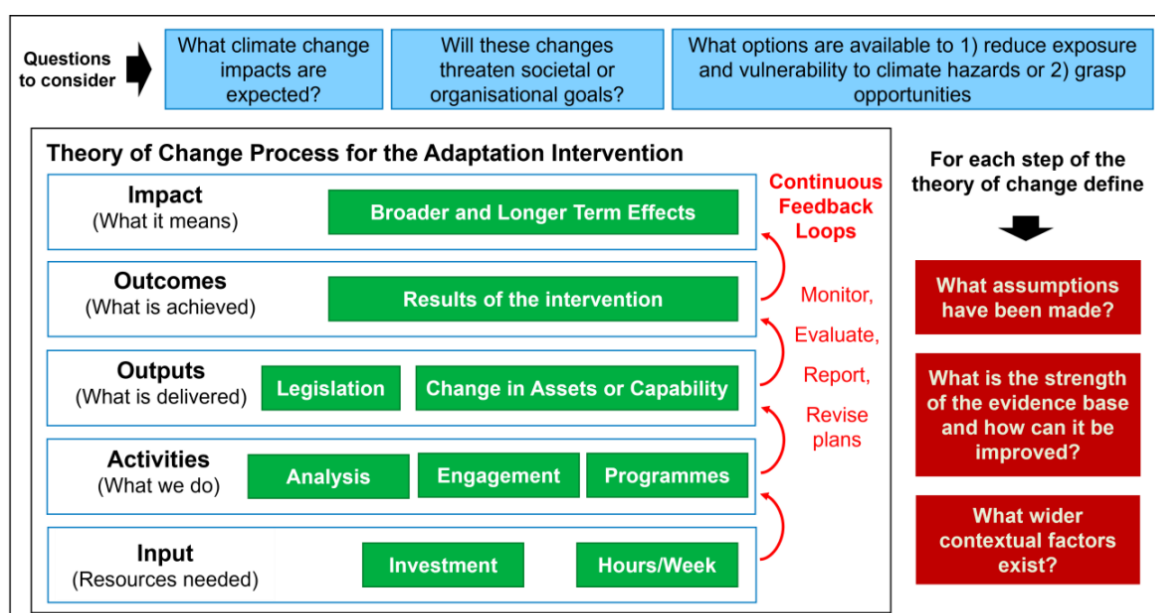 Questions
to consider
What climate change
impacts are
expected?
Will these changes
threaten societal or
organisational goals?
What options are available to 1) reduce exposure
and vulnerability to climate hazards or 2) grasp
opportunities
Theory of Change Process for the Adaptation Intervention
Impact
(What it means)
Broader and Longer Term Effects
Outcomes
(What is achieved)
Results of the intervention
Outputs
(What is delivered)
Legislation
Change in Assets or Capability
Activities
(What we do)
Analysis
Engagement
Programmes
Input
(Resources needed)
Investment
Hours/Week
Continuous
Feedback
Loops
Monitor,
Evaluate,
Report,
Revise
plans
For each step of the
theory of change define
What assumptions
have been made?
What is the strength
of the evidence base
and how can it be
improved?
What wider
contextual factors
exist?